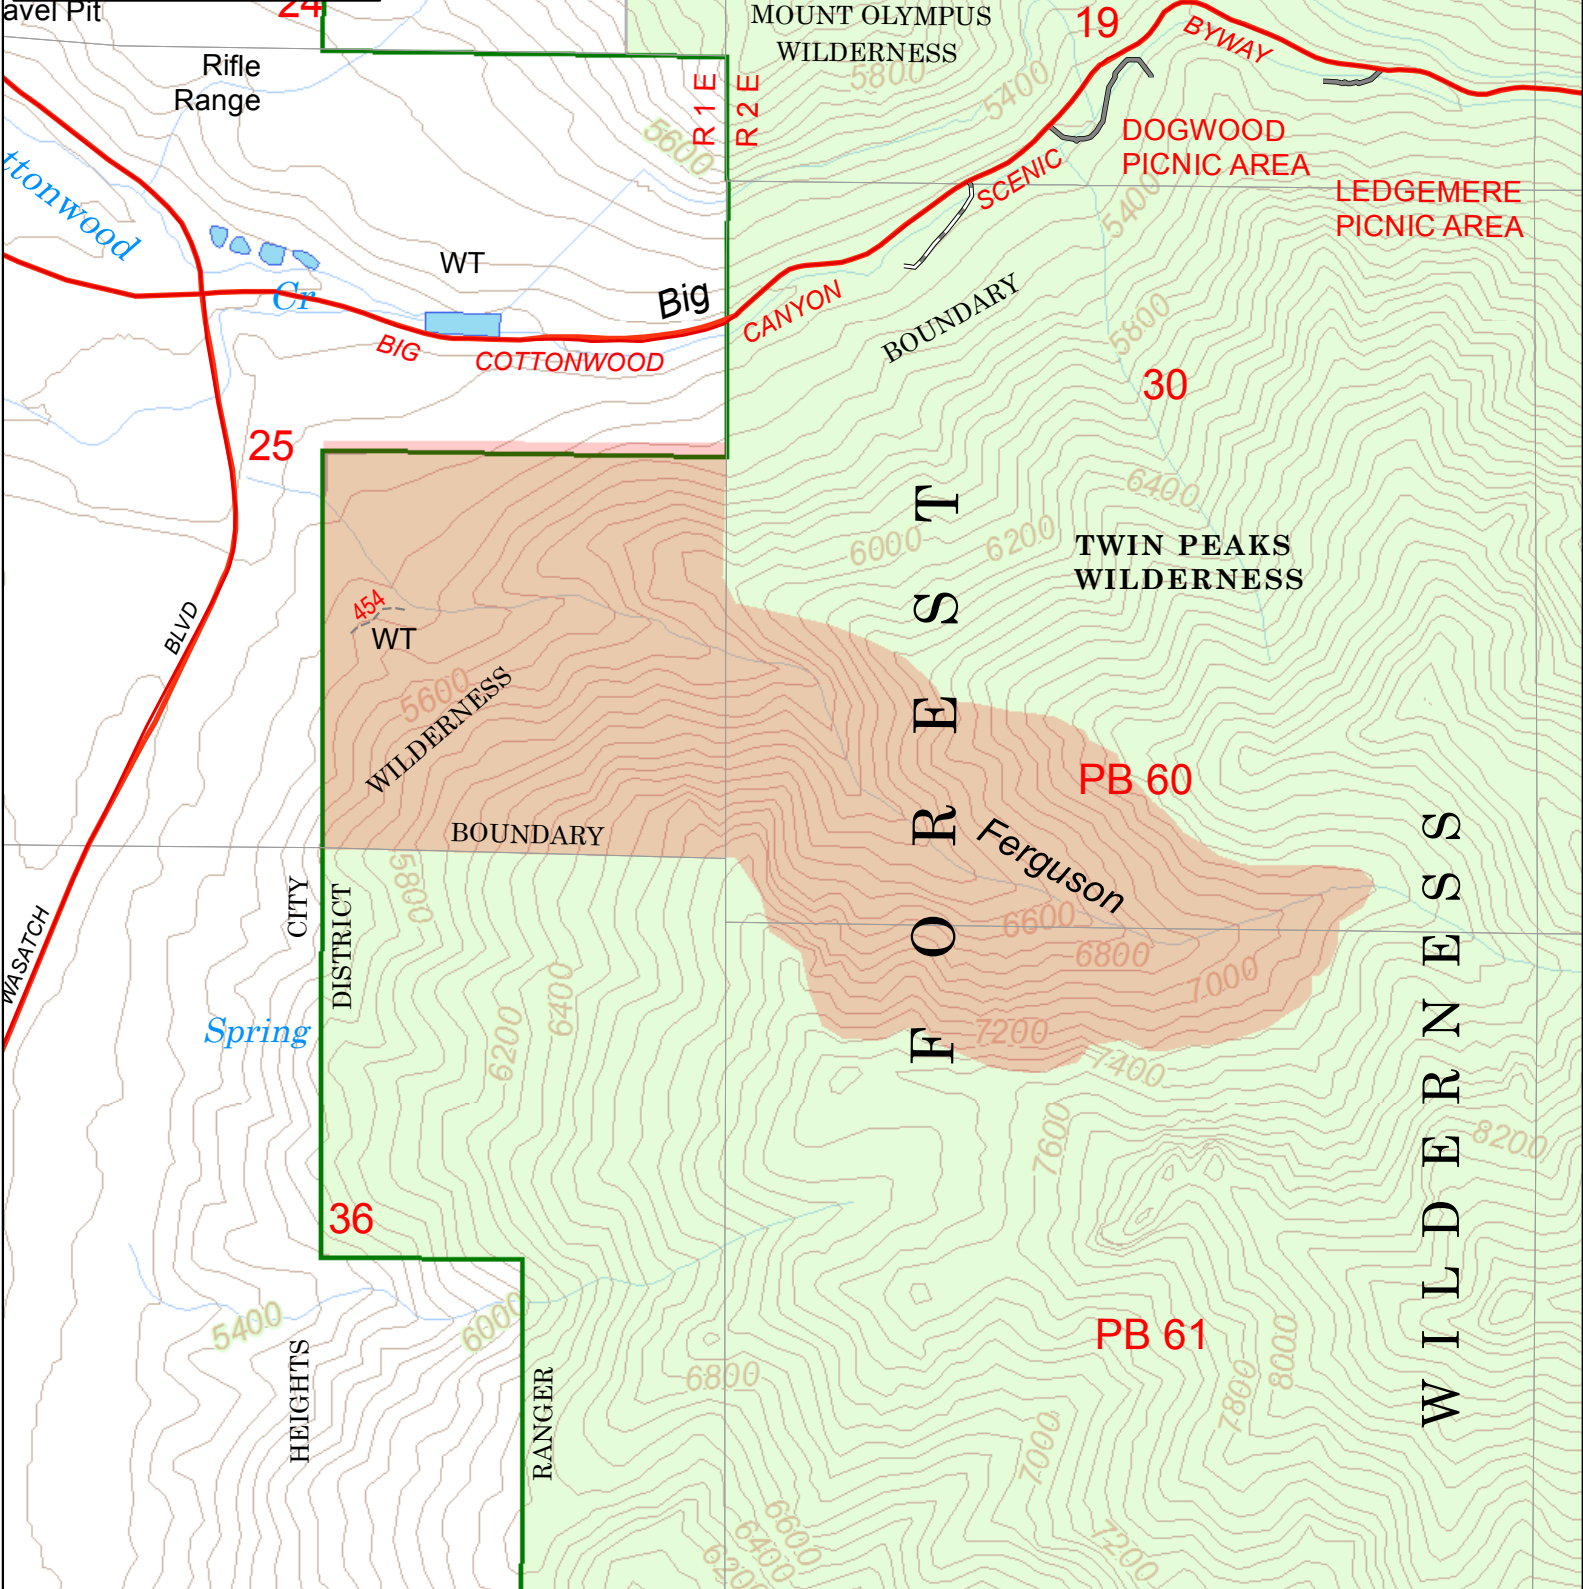 avel Pit
24
MOUNT OLYMPUS
WILDERNESS
19
BYWAY
Rifle
Range
5800
5400
R 1 E
R 2 E
5600
DOGWOOD
PICNIC AREA
SCENIC
LEDGEMERE
PICNIC AREA
5400
ttonwood
WT
Cr
Big
CANYON
BOUNDARY
5800
BIG
COTTONWOOD
30
25
6400
6000
6200
TWIN PEAKS
WILDERNESS
454
WT
BLVD
5600
WILDERNESS
FOREST
PB 60
BOUNDARY
Ferguson
5800
CITY
DISTRICT
WASATCH
6600
6800
7000
6400
6200
Spring
7200
7400
7600
8200
WILDERNESS
36
5400
6000
HEIGHTS
RANGER
PB 61
6800
8000
7800
7000
6600
6400
6200
7200